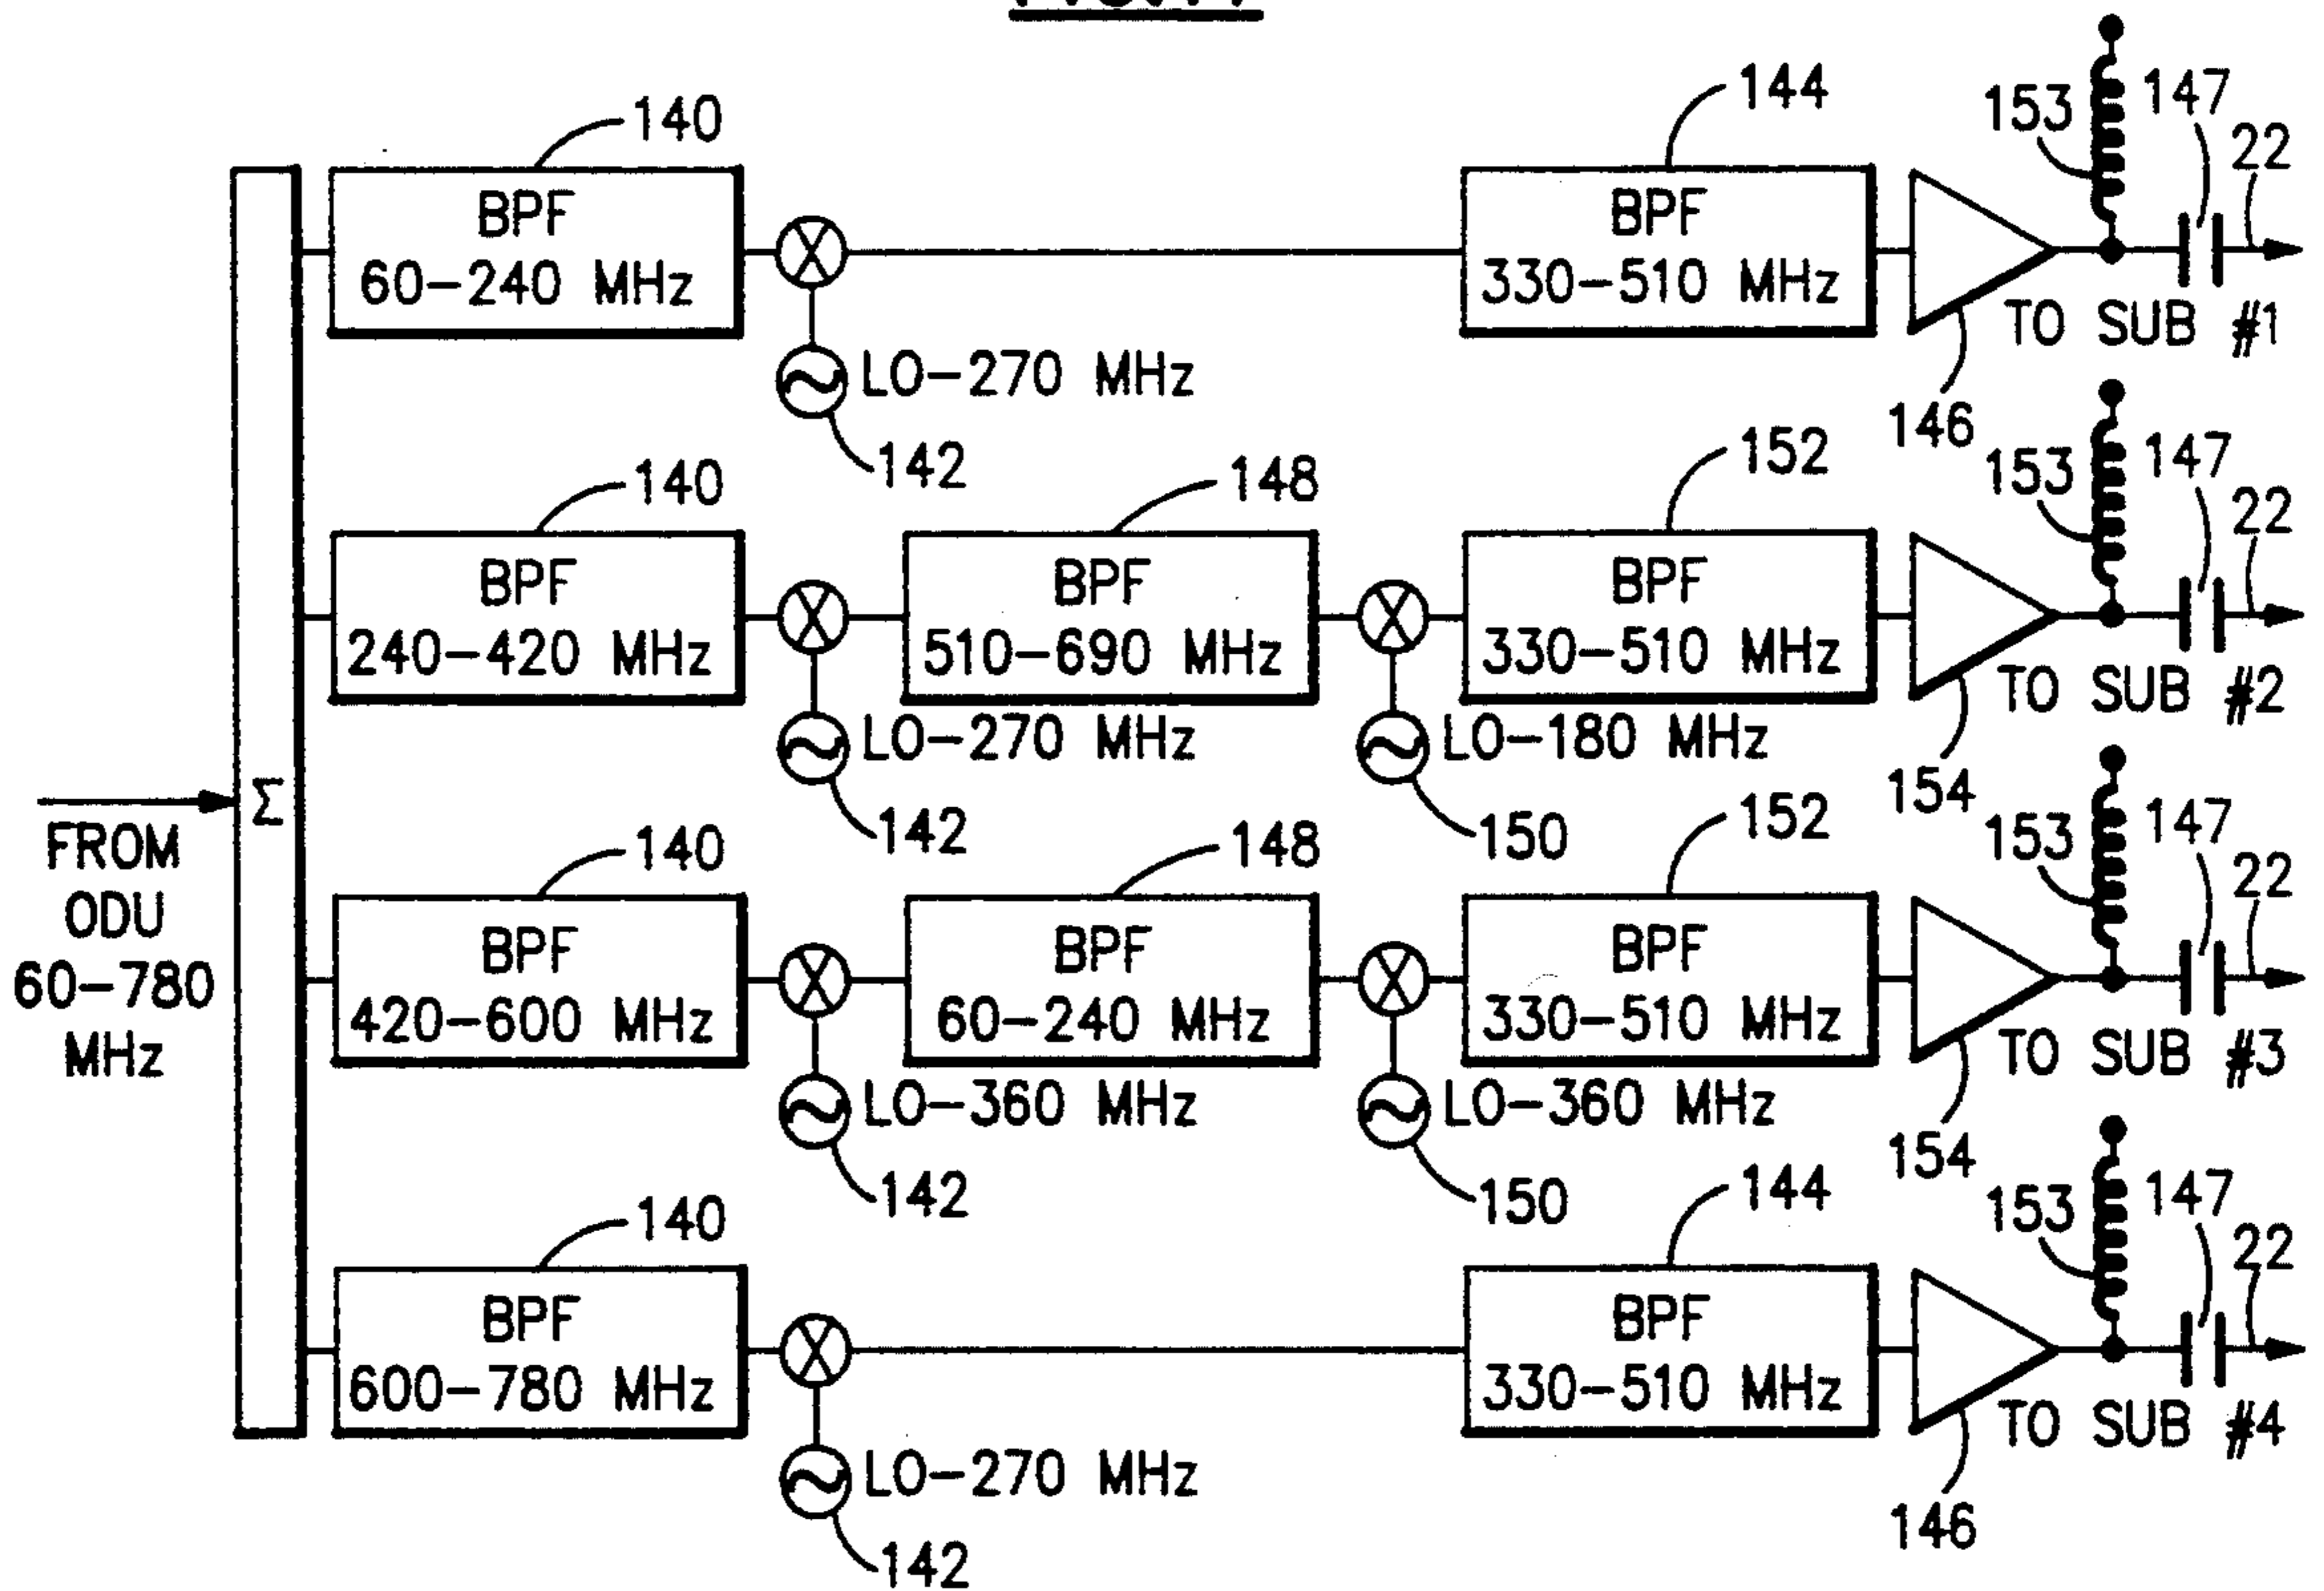 140
144
153
147
22
BPF
60-240 MHz
BPF
330-510 MHz
TO SUB #1
LO-270 MHz
142
146
140
148
152
153
147
22
BPF
240-420 MHz
BPF
510-690 MHz
BPF
330-510 MHz
TO SUB #2
LO-270 MHz
LO-180 MHz
142
150
154
Σ
FROM
ODU
60-780
MHz
140
148
152
153
147
22
BPF
420-600 MHz
BPF
60-240 MHz
BPF
330-510 MHz
TO SUB #3
LO-360 MHz
LO-360 MHz
142
150
154
140
144
153
147
22
BPF
600-780 MHz
BPF
330-510 MHz
TO SUB #4
LO-270 MHz
142
146